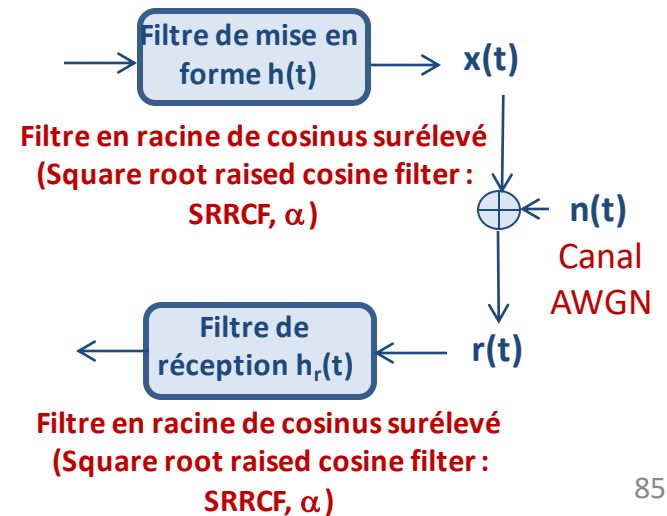 Filtre de mise en
forme h(t)
x(t)
Filtre en racine de cosinus surélevé
(Square root raised cosine filter :
SRRCF, α)
n(t)
Canal
AWGN
Filtre de
réception hr(t)
r(t)
Filtre en racine de cosinus surélevé
(Square root raised cosine filter :
SRRCF, α)
85